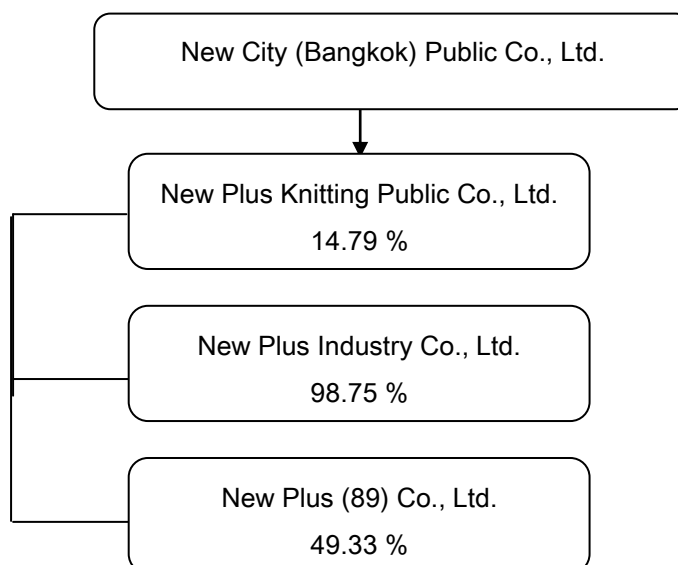 New City (Bangkok) Public Co., Ltd.
New Plus Knitting Public Co., Ltd.
14.79 %
New Plus Industry Co., Ltd.
98.75 %
New Plus (89) Co., Ltd.
49.33 %